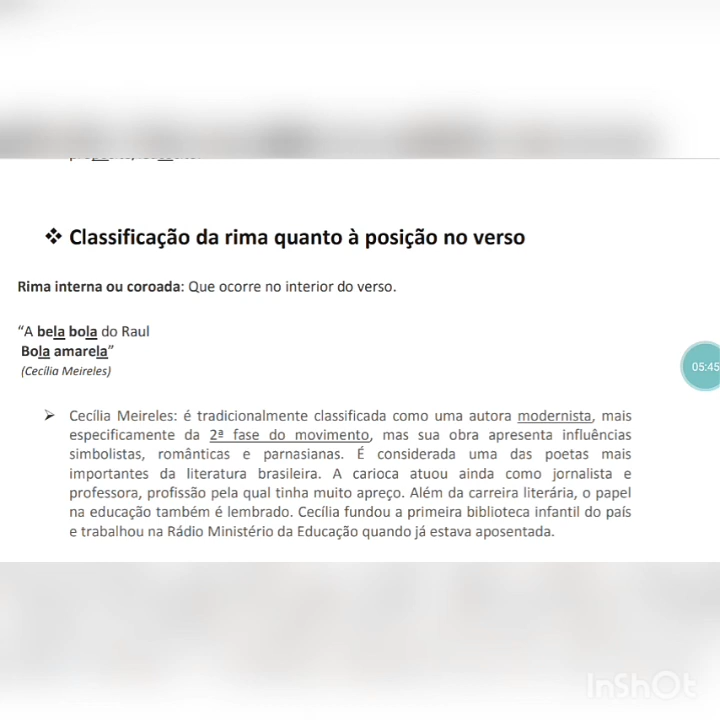 ❖ Classificação da rima quanto à posição no verso
Rima interna ou coroada: Que ocorre no interior do verso.
“A bela bola do Raul
Bola amarela”
(Cecília Meireles)
05:45
➢ Cecília Meireles: é tradicionalmente classificada como uma autora modernista, mais
especificamente da 2ª fase do movimento, mas sua obra apresenta influências
simbolistas, românticas e parnasianas. É considerada uma das poetas mais
importantes da literatura brasileira. A carioca atuou ainda como jornalista e
professora, profissão pela qual tinha muito apreço. Além da carreira literária, o papel
na educação também é lembrado. Cecília fundou a primeira biblioteca infantil do país
e trabalhou na Rádio Ministério da Educação quando já estava aposentada.
InShOt